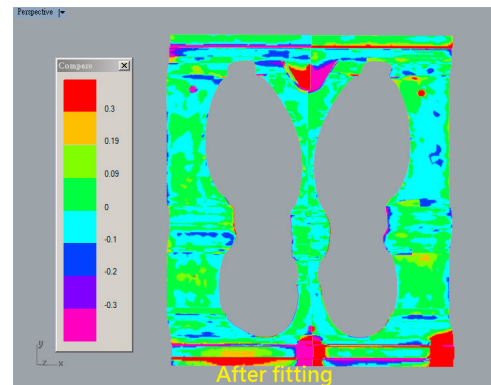 Perspective
Compare
0.3
0.19
0.09
0
-0.1
-0.2
-0.3
y
z x
After fitting